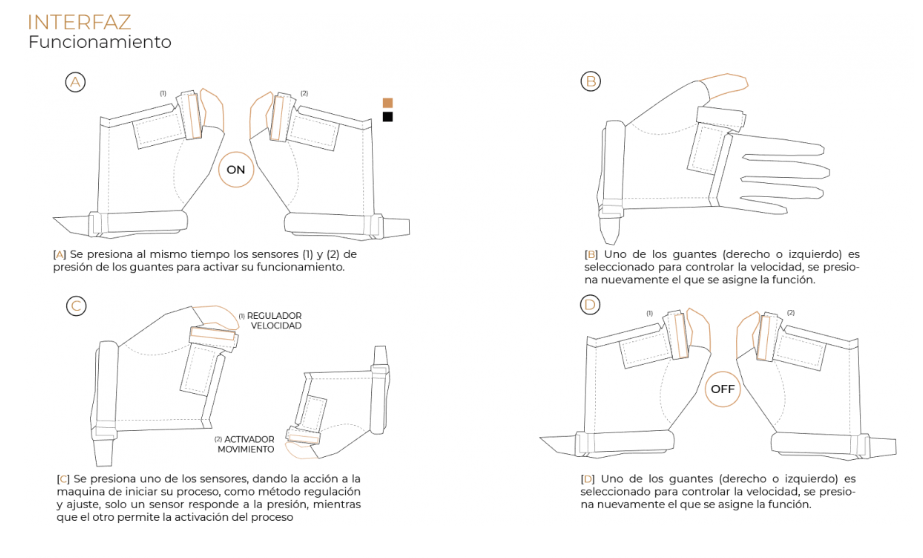 INTERFAZ
Funcionamiento
A
(1)
(2)
ON
[A] Se presiona al mismo tiempo los sensores (1) y (2) de
presión de los guantes para activar su funcionamiento.
B
[B] Uno de los guantes (derecho o izquierdo) es
seleccionado para controlar la velocidad, se presio-
na nuevamente el que se asigne la función.
C
(1) REGULADOR
VELOCIDAD
(2) ACTIVADOR
MOVIMIENTO
[C] Se presiona uno de los sensores, dando la acción a la
maquina de iniciar su proceso, como método regulación
y ajuste, solo un sensor responde a la presión, mientras
que el otro permite la activación del proceso
D
(1)
(2)
OFF
[D] Uno de los guantes (derecho o izquierdo) es
seleccionado para controlar la velocidad, se presio-
na nuevamente el que se asigne la función.